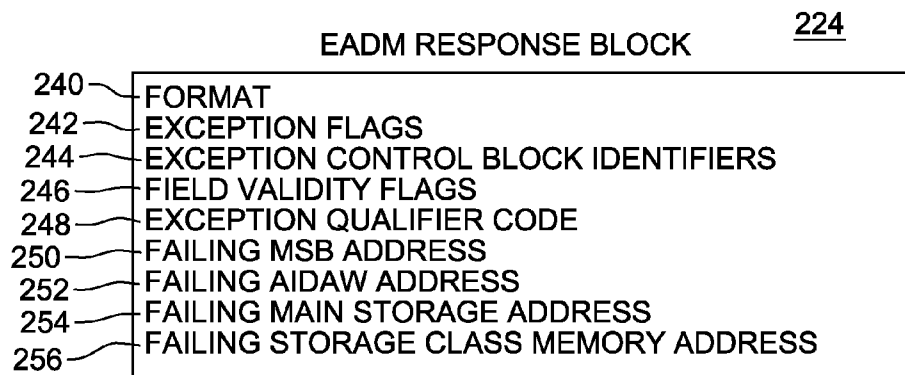 224
EADM RESPONSE BLOCK
240 FORMAT
242 EXCEPTION FLAGS
244 EXCEPTION CONTROL BLOCK IDENTIFIERS
246 FIELD VALIDITY FLAGS
248 EXCEPTION QUALIFIER CODE
250 FAILING MSB ADDRESS
252 FAILING AIDAW ADDRESS
254 FAILING MAIN STORAGE ADDRESS
256 FAILING STORAGE CLASS MEMORY ADDRESS